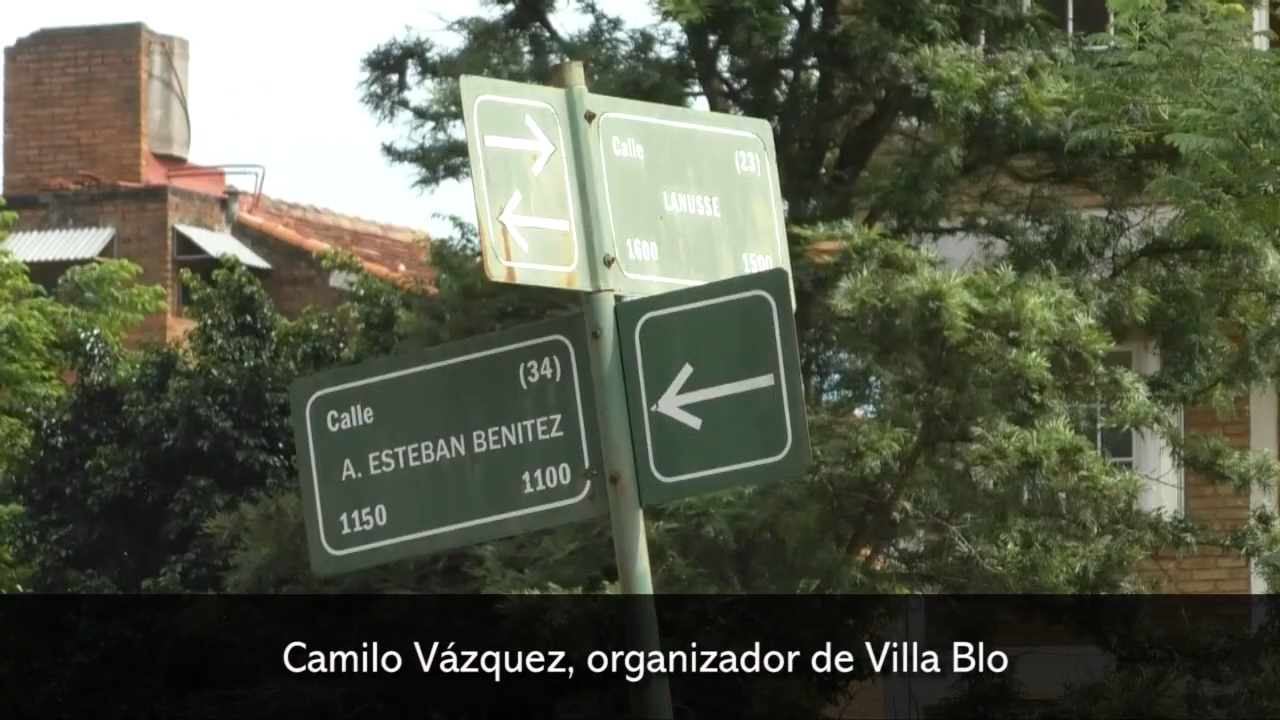 Calle (23)
LANUSSE
1600 1500
Calle (34)
A. ESTEBAN BENITEZ
1150 1100
Camilo Vázquez, organizador de Villa Blo